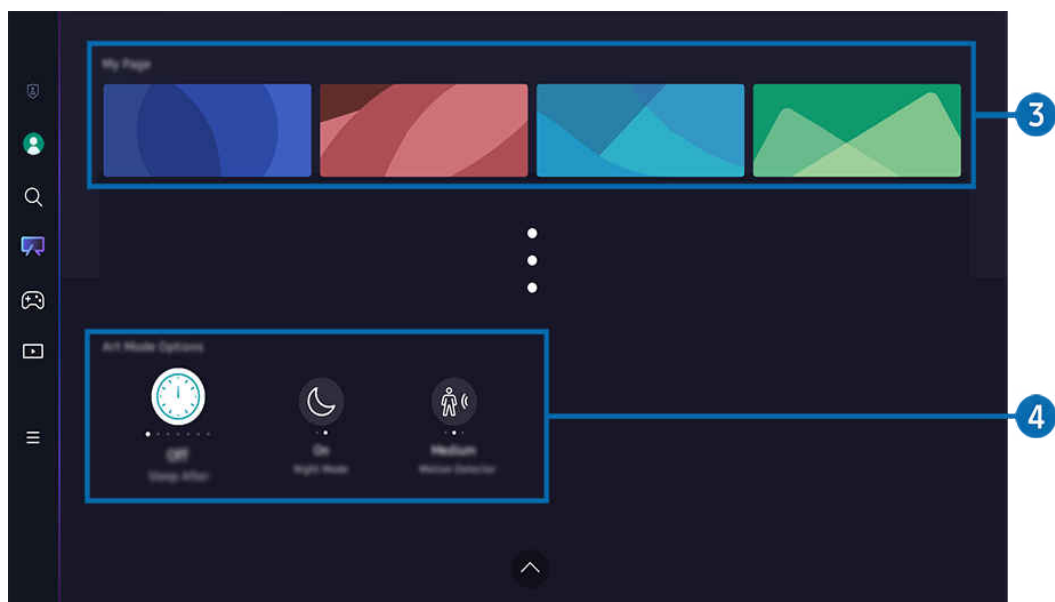 My Page
3
Art Mode Options
4
Off
On
Medium
Sleep After
Night Mode
Motion Detector